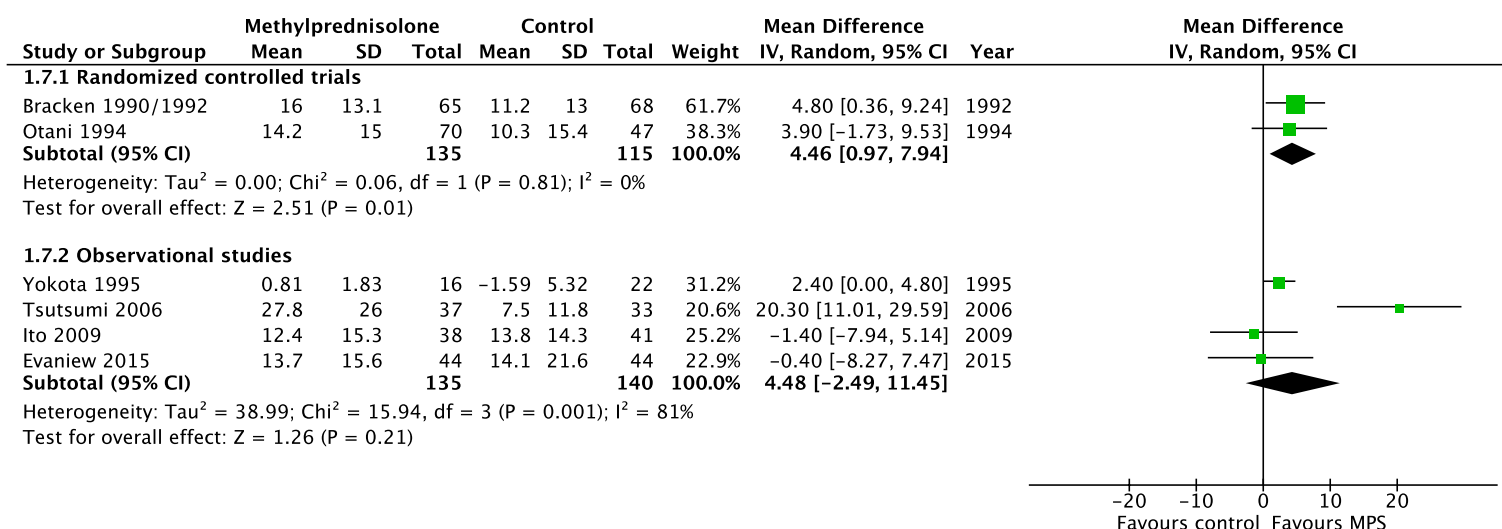 Methylprednisolone Control Mean Difference Mean Difference
Study or Subgroup Mean SD Total Mean SD Total Weight IV, Random, 95% CI Year IV, Random, 95% CI
1.7.1 Randomized controlled trials
Bracken 1990/1992 16 13.1 65 11.2 13 68 61.7% 4.80 [0.36, 9.24] 1992
Otani 1994 14.2 15 70 10.3 15.4 47 38.3% 3.90 [−1.73, 9.53] 1994
Subtotal (95% CI) 135 115 100.0% 4.46 [0.97, 7.94]
Heterogeneity: Tau² = 0.00; Chi² = 0.06, df = 1 (P = 0.81); I² = 0%
Test for overall effect: Z = 2.51 (P = 0.01)
1.7.2 Observational studies
Yokota 1995 0.81 1.83 16 −1.59 5.32 22 31.2% 2.40 [0.00, 4.80] 1995
Tsutsumi 2006 27.8 26 37 7.5 11.8 33 20.6% 20.30 [11.01, 29.59] 2006
Ito 2009 12.4 15.3 38 13.8 14.3 41 25.2% −1.40 [−7.94, 5.14] 2009
Evaniew 2015 13.7 15.6 44 14.1 21.6 44 22.9% −0.40 [−8.27, 7.47] 2015
Subtotal (95% CI) 135 140 100.0% 4.48 [−2.49, 11.45]
Heterogeneity: Tau² = 38.99; Chi² = 15.94, df = 3 (P = 0.001); I² = 81%
Test for overall effect: Z = 1.26 (P = 0.21)
−20 −10 0 10 20
Favours control Favours MPS